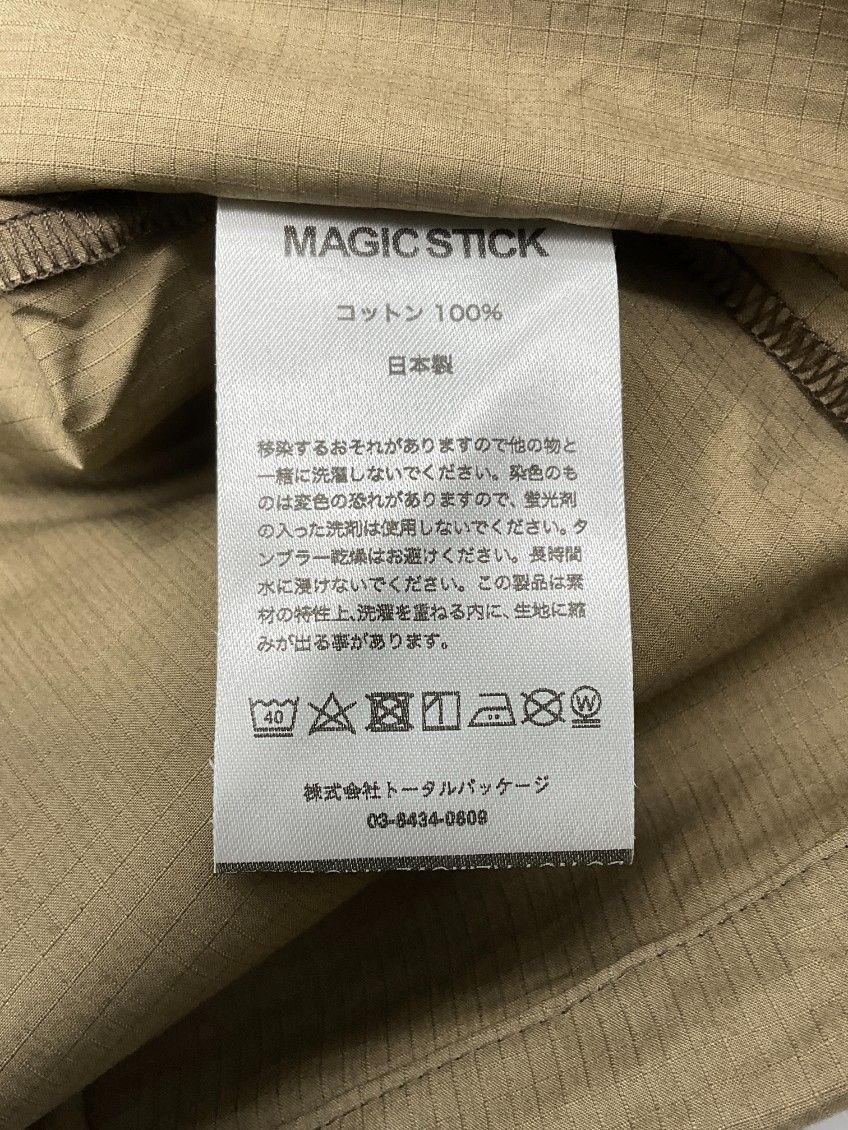 MAGIC STICK
コットン 100%
日本製
移染するおそれがありますので他の物と
一緒に洗濯しないでください。染色のも
のは変色の恐れがありますので、蛍光剤
の入った洗剤は使用しないでください。タ
ンブラー乾燥はお避けください。長時間
水に浸けないでください。この製品は素
材の特性上、洗濯を重ねる内に、生地に縮
みが出る事があります。
40
W
株式会社トータルパッケージ
03-6434-0609